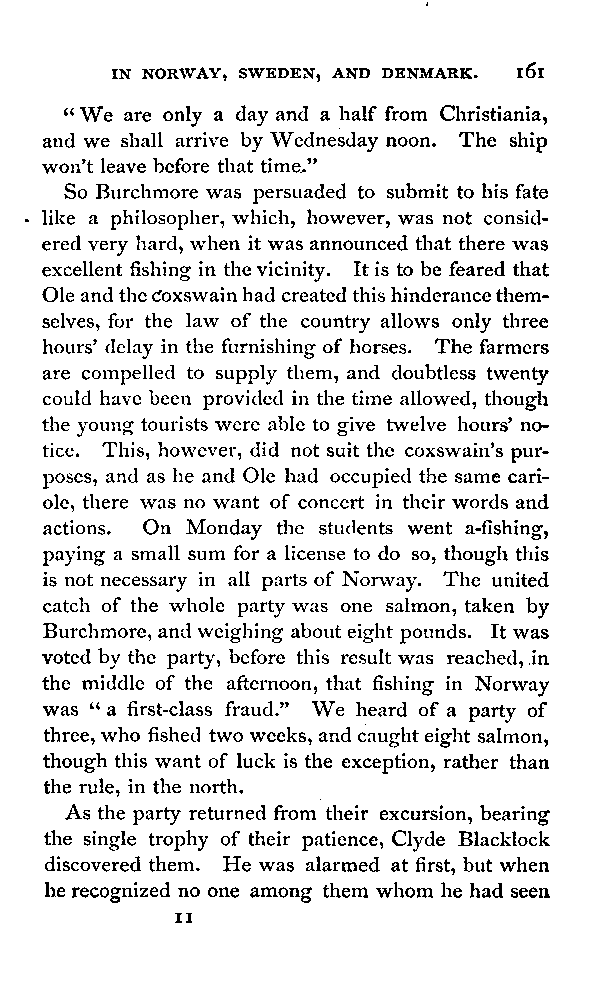 IN NORWAY, SWEDEN, AND DENMARK. 161
“We are only a day and a half from Christiania,
and we shall arrive by Wednesday noon. The ship
won’t leave before that time.”
So Burchmore was persuaded to submit to his fate
like a philosopher, which, however, was not consid-
ered very hard, when it was announced that there was
excellent fishing in the vicinity. It is to be feared that
Ole and the coxswain had created this hinderance them-
selves, for the law of the country allows only three
hours’ delay in the furnishing of horses. The farmers
are compelled to supply them, and doubtless twenty
could have been provided in the time allowed, though
the young tourists were able to give twelve hours’ no-
tice. This, however, did not suit the coxswain’s pur-
poses, and as he and Ole had occupied the same cari-
ole, there was no want of concert in their words and
actions. On Monday the students went a-fishing,
paying a small sum for a license to do so, though this
is not necessary in all parts of Norway. The united
catch of the whole party was one salmon, taken by
Burchmore, and weighing about eight pounds. It was
voted by the party, before this result was reached, in
the middle of the afternoon, that fishing in Norway
was “a first-class fraud.” We heard of a party of
three, who fished two weeks, and caught eight salmon,
though this want of luck is the exception, rather than
the rule, in the north.
As the party returned from their excursion, bearing
the single trophy of their patience, Clyde Blacklock
discovered them. He was alarmed at first, but when
he recognized no one among them whom he had seen
11